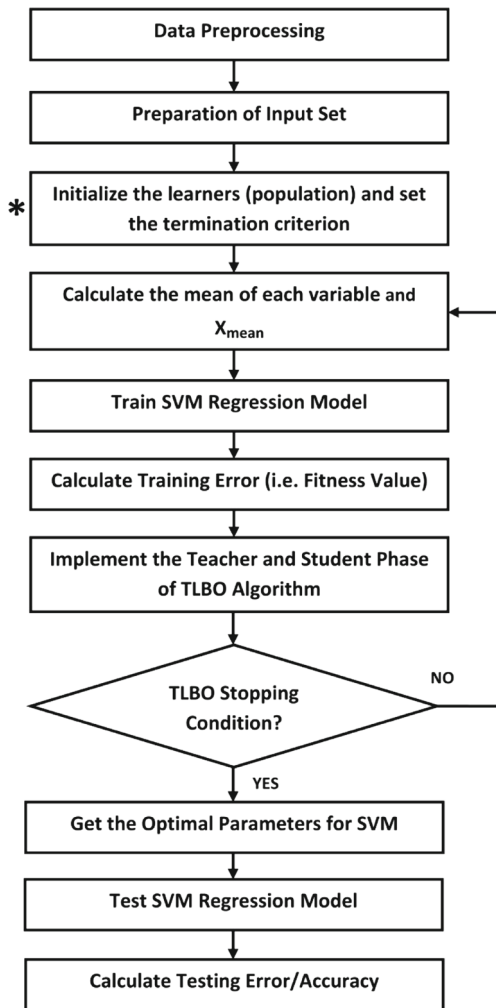 Data Preprocessing
Preparation of Input Set
*
Initialize the learners (population) and set
the termination criterion
Calculate the mean of each variable and
Xmean
Train SVM Regression Model
Calculate Training Error (i.e. Fitness Value)
Implement the Teacher and Student Phase
of TLBO Algorithm
TLBO Stopping
Condition?
NO
YES
Get the Optimal Parameters for SVM
Test SVM Regression Model
Calculate Testing Error/Accuracy